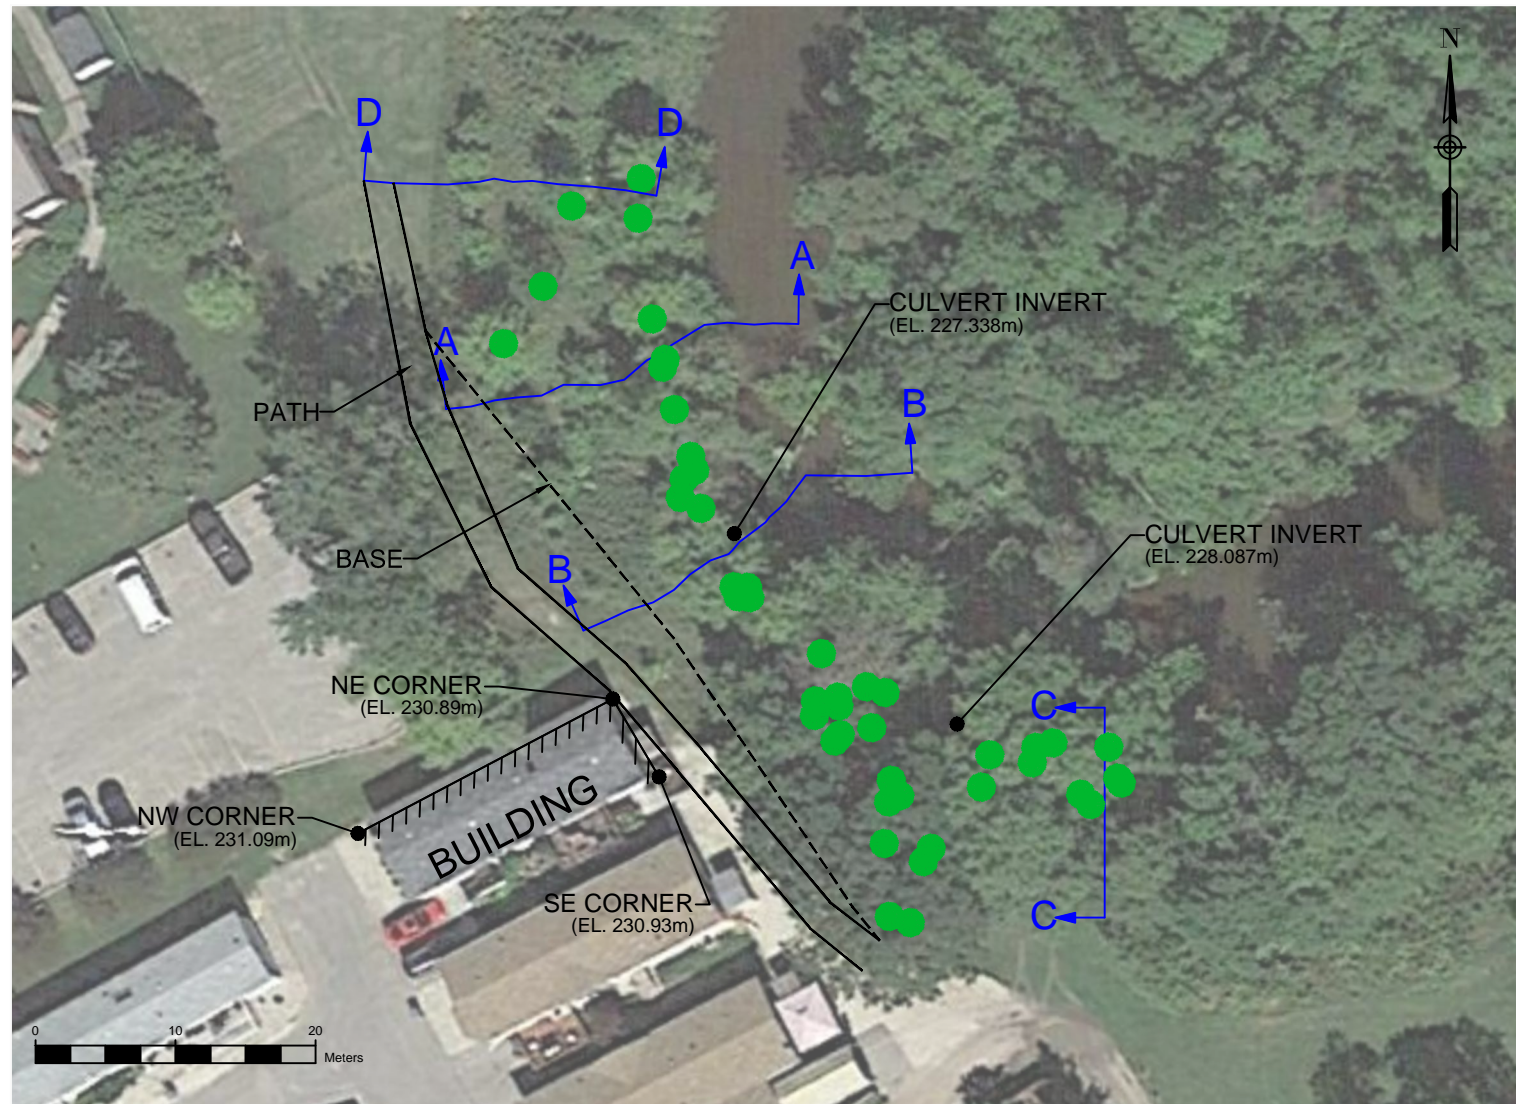 N
D
D
A
CULVERT INVERT
(EL. 227.338m)
A
PATH
B
CULVERT INVERT
(EL. 228.087m)
BASE
B
NE CORNER
(EL. 230.89m)
C
NW CORNER
(EL. 231.09m)
BUILDING
SE CORNER
(EL. 230.93m)
C
0 10 20
Meters